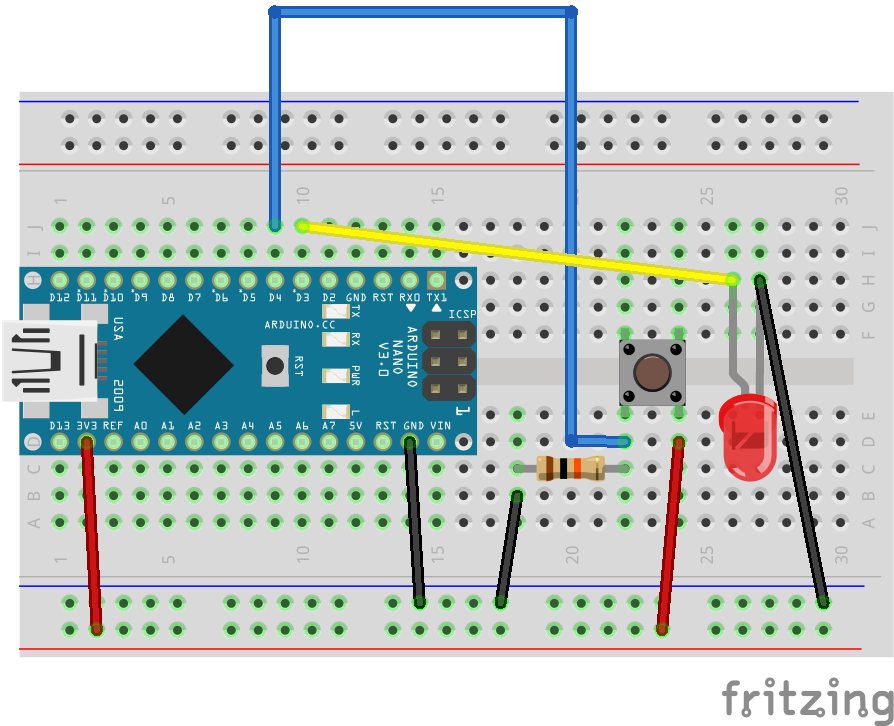 1 5 10 15 20 25 30
J J
I I
H H
G G
F F
D12 D11 D10 D9 D8 D7 D6 D5 D4 D3 D2 GND RST RX0 TX1
ICSP
TX
RX
PWR
L
ARDUINO.CC
RST
ARDUINO
NANO
V3.0
USA
2009
1
D13 3V3 REF A0 A1 A2 A3 A4 A5 A6 A7 5V RST GND VIN
E E
D D
C C
B B
A A
1 5 10 15 20 25 30
fritzing